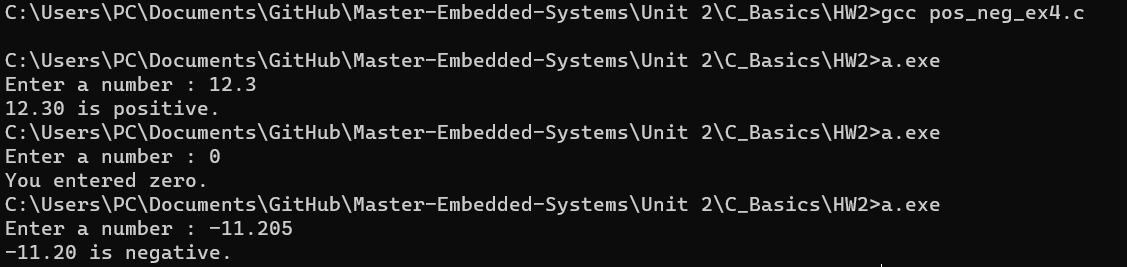 C:\Users\PC\Documents\GitHub\Master-Embedded-Systems\Unit 2\C_Basics\HW2>gcc pos_neg_ex4.c
C:\Users\PC\Documents\GitHub\Master-Embedded-Systems\Unit 2\C_Basics\HW2>a.exe
Enter a number : 12.3
12.30 is positive.
C:\Users\PC\Documents\GitHub\Master-Embedded-Systems\Unit 2\C_Basics\HW2>a.exe
Enter a number : 0
You entered zero.
C:\Users\PC\Documents\GitHub\Master-Embedded-Systems\Unit 2\C_Basics\HW2>a.exe
Enter a number : -11.205
-11.20 is negative.